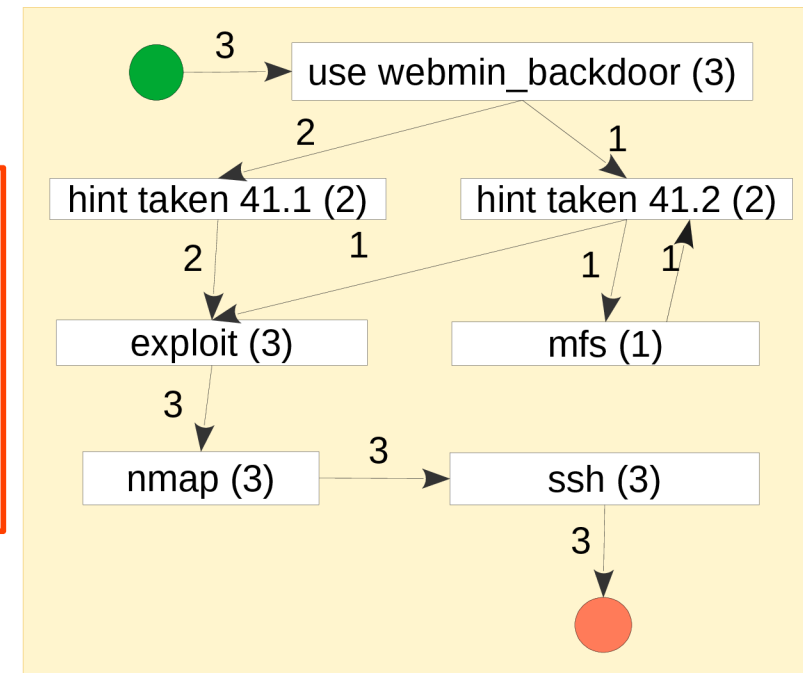 3
use webmin_backdoor (3)
2
1
hint taken 41.1 (2)
hint taken 41.2 (2)
2
1
1
1
exploit (3)
mfs (1)
3
3
nmap (3)
ssh (3)
3